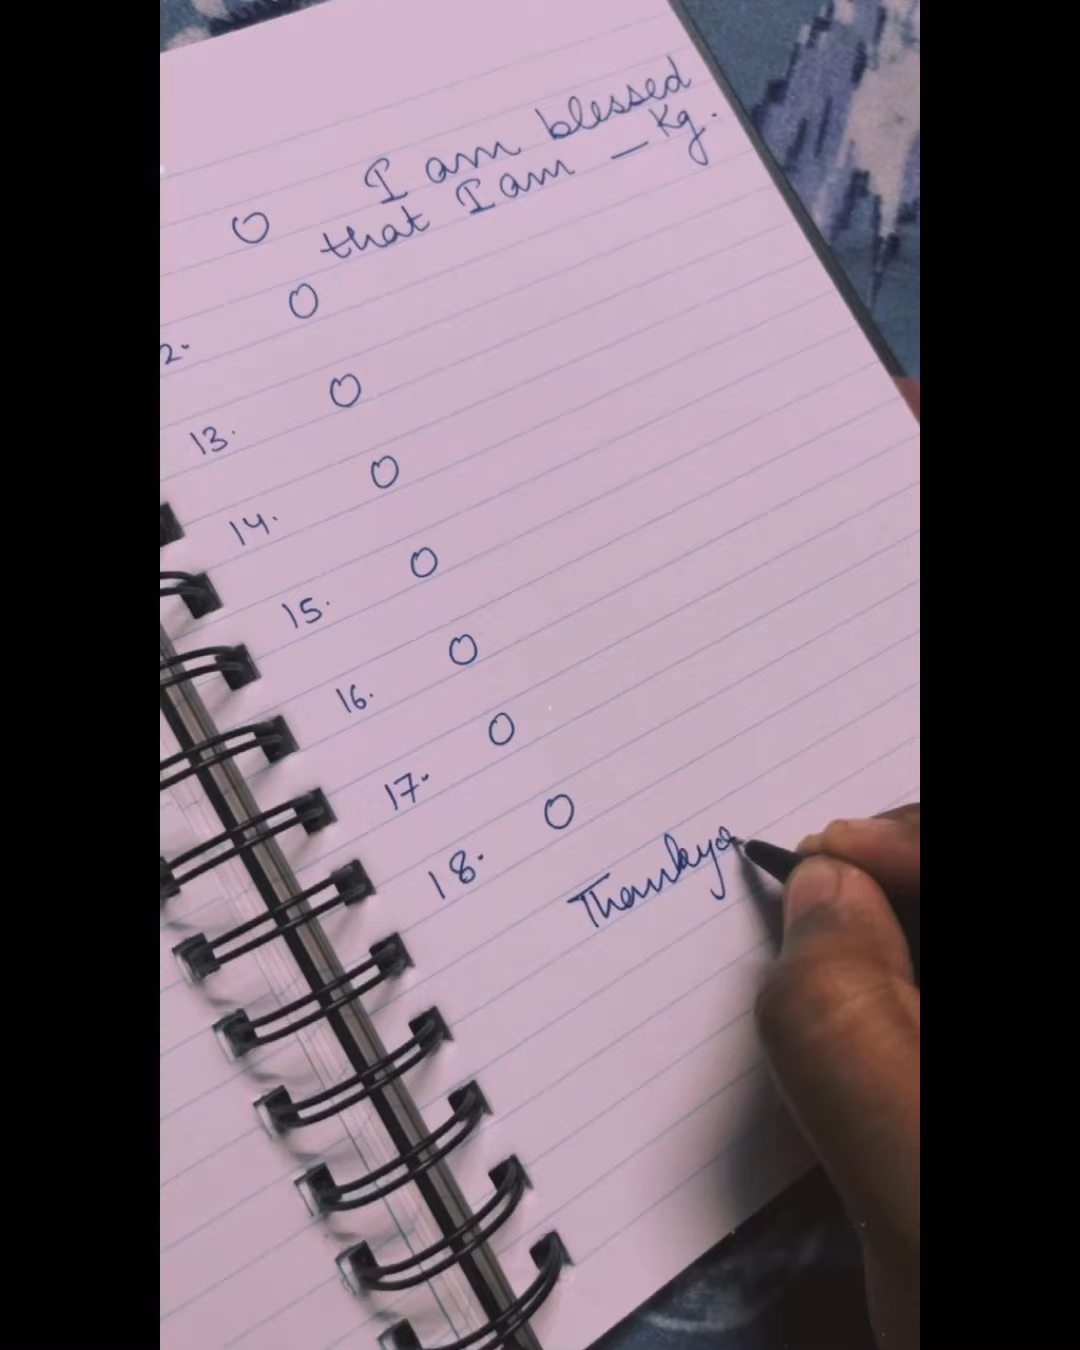 I am blessed
that I am — Kg.
2.
13.
14.
15.
16.
17.
18.
Thankyo